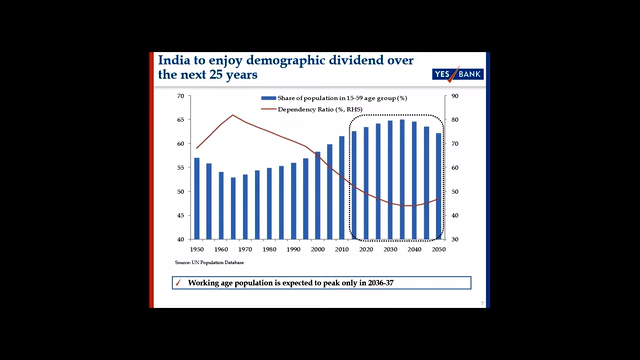 India to enjoy demographic dividend over
the next 25 years
YES BANK
Share of population in 15-59 age group (%)
Dependency Ratio (%, RHS)
70
65
60
55
50
45
40
90
80
70
60
50
40
30
1950 1960 1970 1980 1990 2000 2010 2020 2030 2040 2050
Source: UN Population Database
Working age population is expected to peak only in 2036-37
7